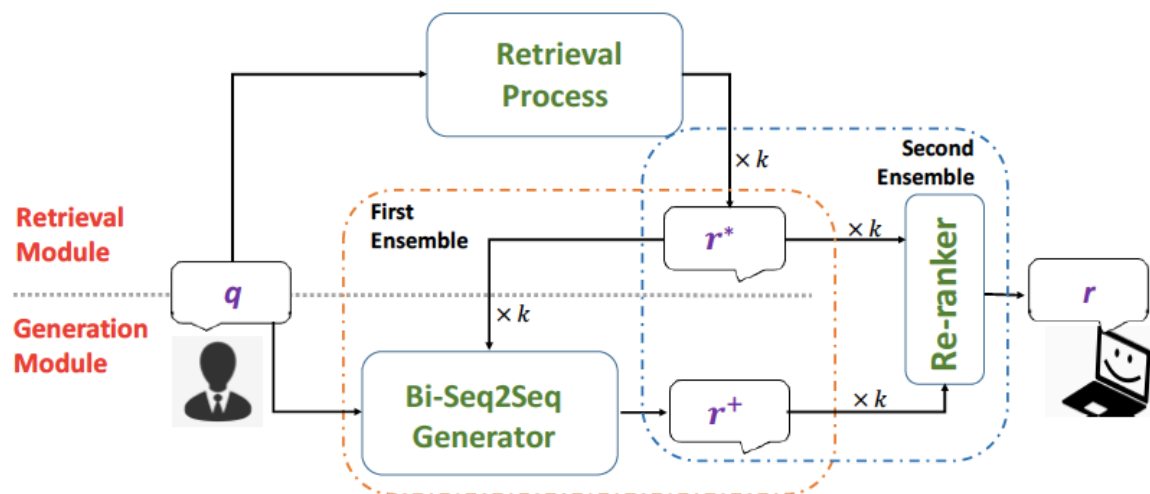 Retrieval
Process
× k
Second
Ensemble
First
Ensemble
Retrieval
Module
r*
× k
Re-ranker
q
r
× k
Generation
Module
Bi-Seq2Seq
Generator
r+
× k